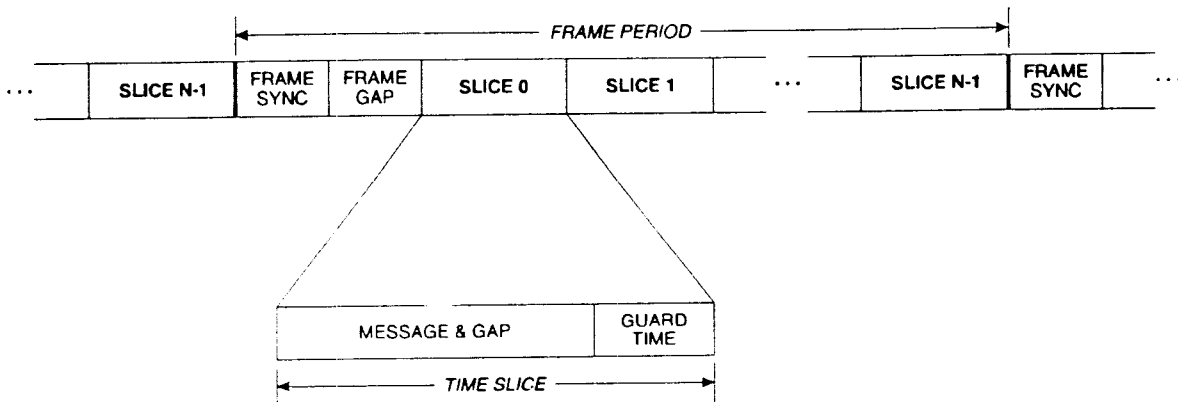 FRAME PERIOD
... SLICE N-1 FRAME SYNC FRAME GAP SLICE 0 SLICE 1 ... SLICE N-1 FRAME SYNC ...
MESSAGE & GAP GUARD TIME
TIME SLICE